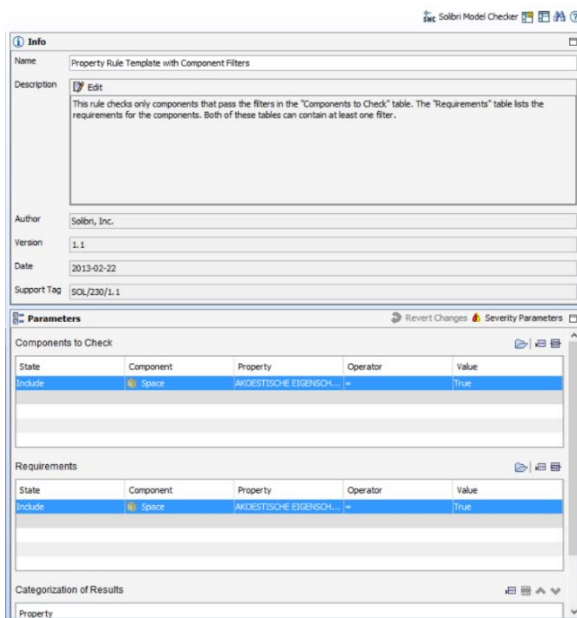 SMC Solibri Model Checker
Info
Name Property Rule Template with Component Filters
Description Edit
This rule checks only components that pass the filters in the "Components to Check" table. The "Requirements" table lists the
requirements for the components. Both of these tables can contain at least one filter.
Author Solibri, Inc.
Version 1.1
Date 2013-02-22
Support Tag SOL/230/1.1
Parameters Revert Changes Severity Parameters
Components to Check
State Component Property Operator Value
Include Space AKOESTISCHE EIGENSCH... = True
Requirements
State Component Property Operator Value
Include Space AKOESTISCHE EIGENSCH... = True
Categorization of Results
Property